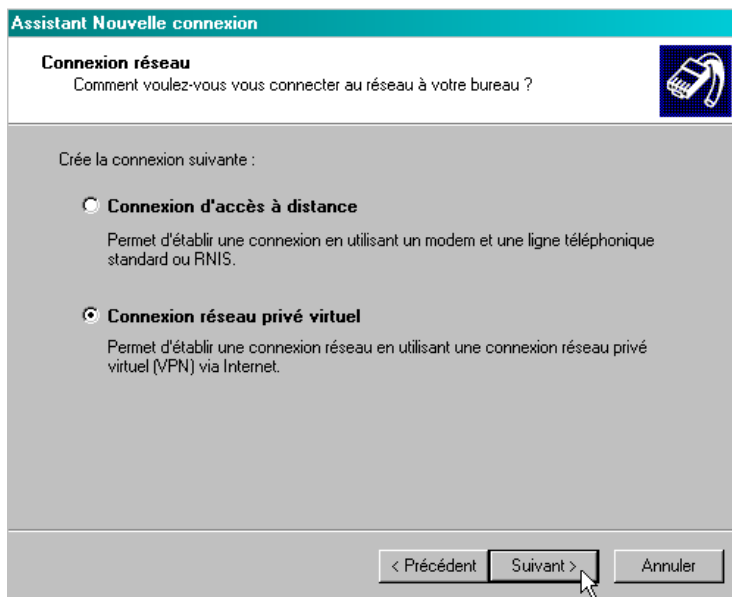 Assistant Nouvelle connexion
Connexion réseau
Comment voulez-vous vous connecter au réseau à votre bureau ?
Crée la connexion suivante :
Connexion d'accès à distance
Permet d'établir une connexion en utilisant un modem et une ligne téléphonique
standard ou RNIS.
Connexion réseau privé virtuel
Permet d'établir une connexion réseau en utilisant une connexion réseau privé
virtuel (VPN) via Internet.
< Précédent Suivant > Annuler